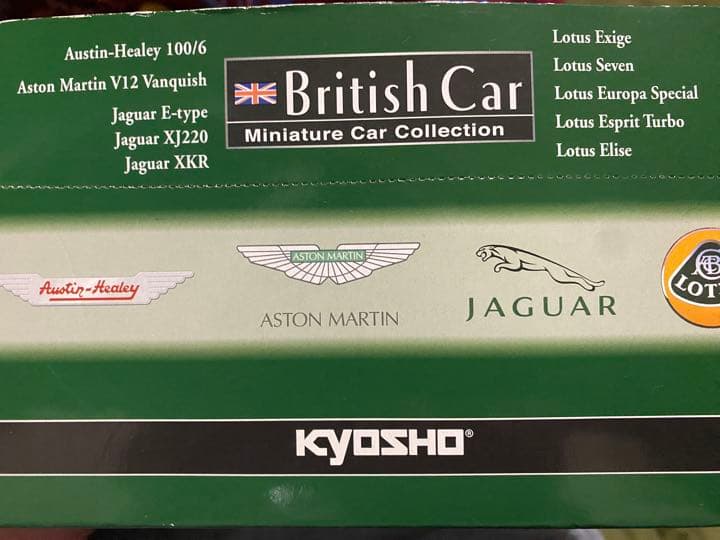 Austin-Healey 100/6
Aston Martin V12 Vanquish
Jaguar E-type
Jaguar XJ220
Jaguar XKR
British Car
Miniature Car Collection
Lotus Exige
Lotus Seven
Lotus Europa Special
Lotus Esprit Turbo
Lotus Elise
Austin-Healey
ASTON MARTIN
ASTON MARTIN
JAGUAR
KYOSHO®